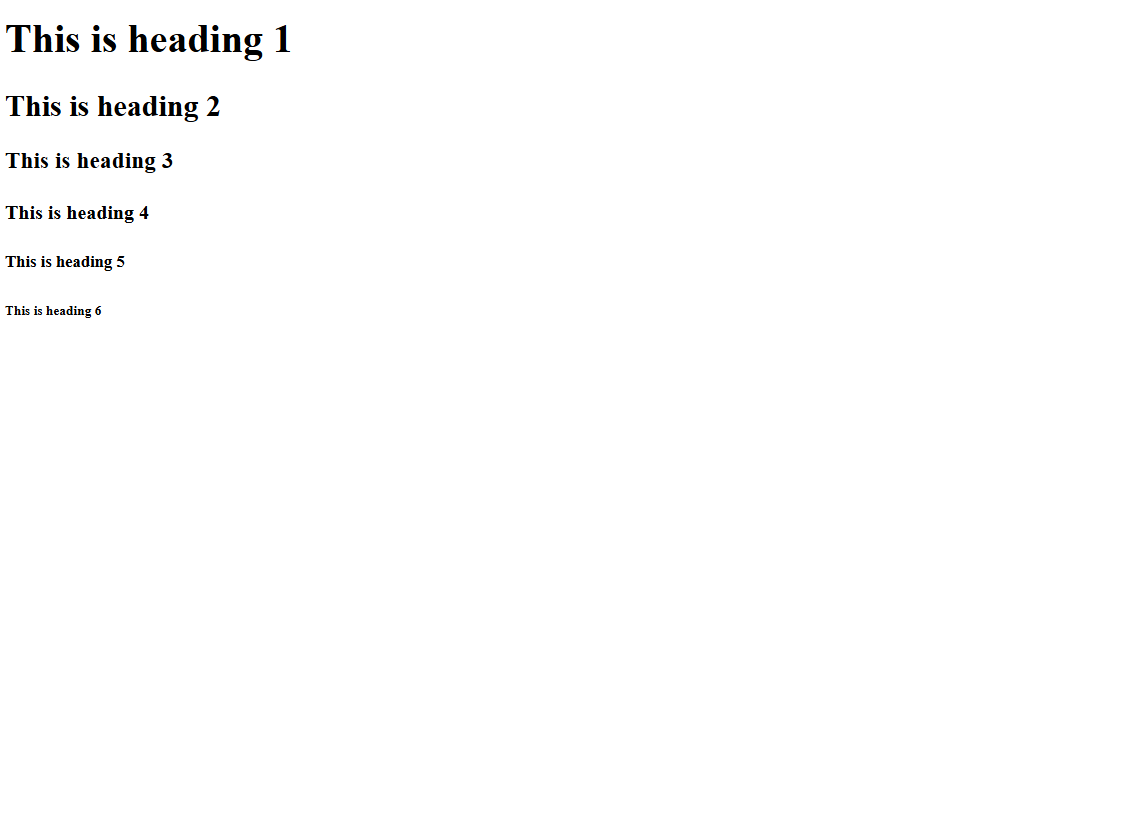 This is heading 1
This is heading 2
This is heading 3
This is heading 4
This is heading 5
This is heading 6